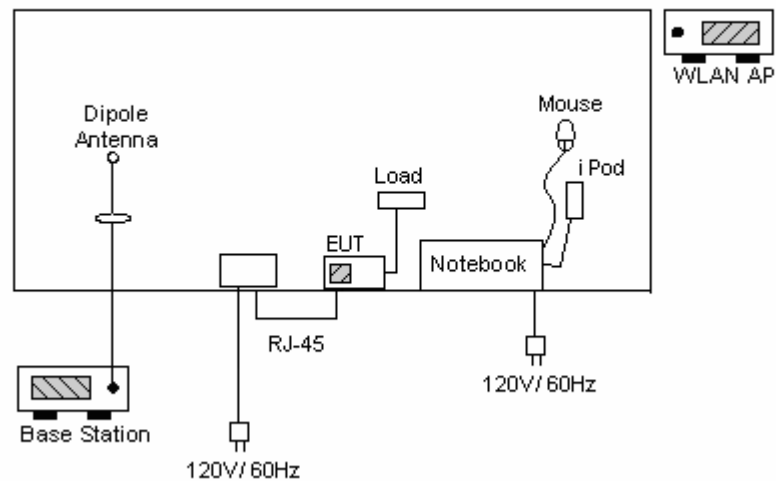 WLAN AP
Mouse
Dipole
Antenna
i Pod
Load
EUT
Notebook
RJ-45
120V/ 60Hz
Base Station
120V/ 60Hz